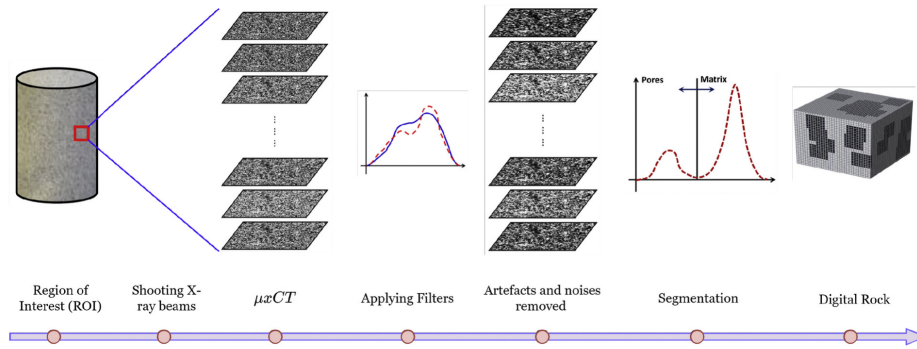 Pores
Matrix
Region of
Interest (ROI)
Shooting X-
ray beams
μxCT
Applying Filters
Artefacts and noises
removed
Segmentation
Digital Rock